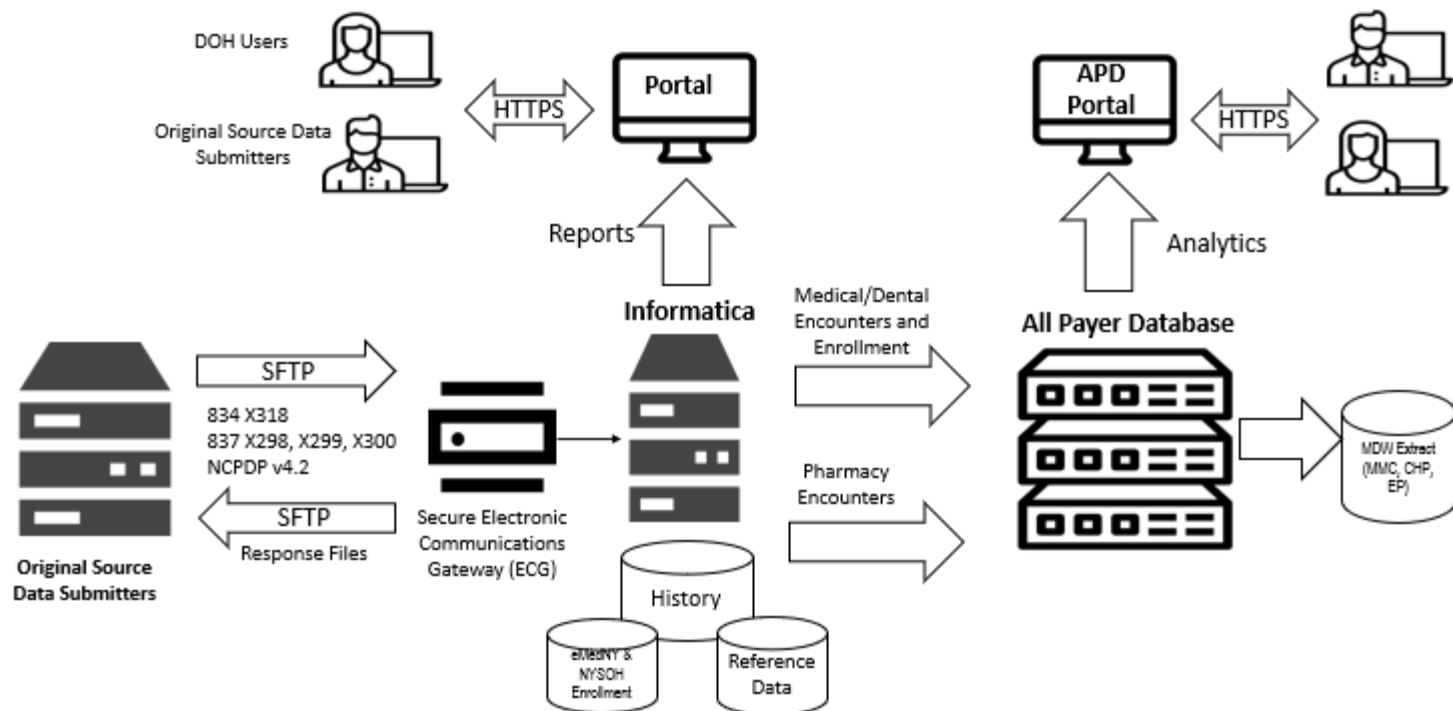 DOH Users
HTTPS
Portal
Original Source Data
Submitters
APD
Portal
HTTPS
Reports
Analytics
Informatica
Medical/Dental
Encounters and
Enrollment
All Payer Database
SFTP
834 X318
837 X298, X299, X300
NCPDP v4.2
SFTP
Response Files
Original Source
Data Submitters
Secure Electronic
Communications
Gateway (ECG)
Pharmacy
Encounters
MDW Extract
(MMC, CHP,
EP)
History
eMedNY &
NYSOH
Enrollment
Reference
Data